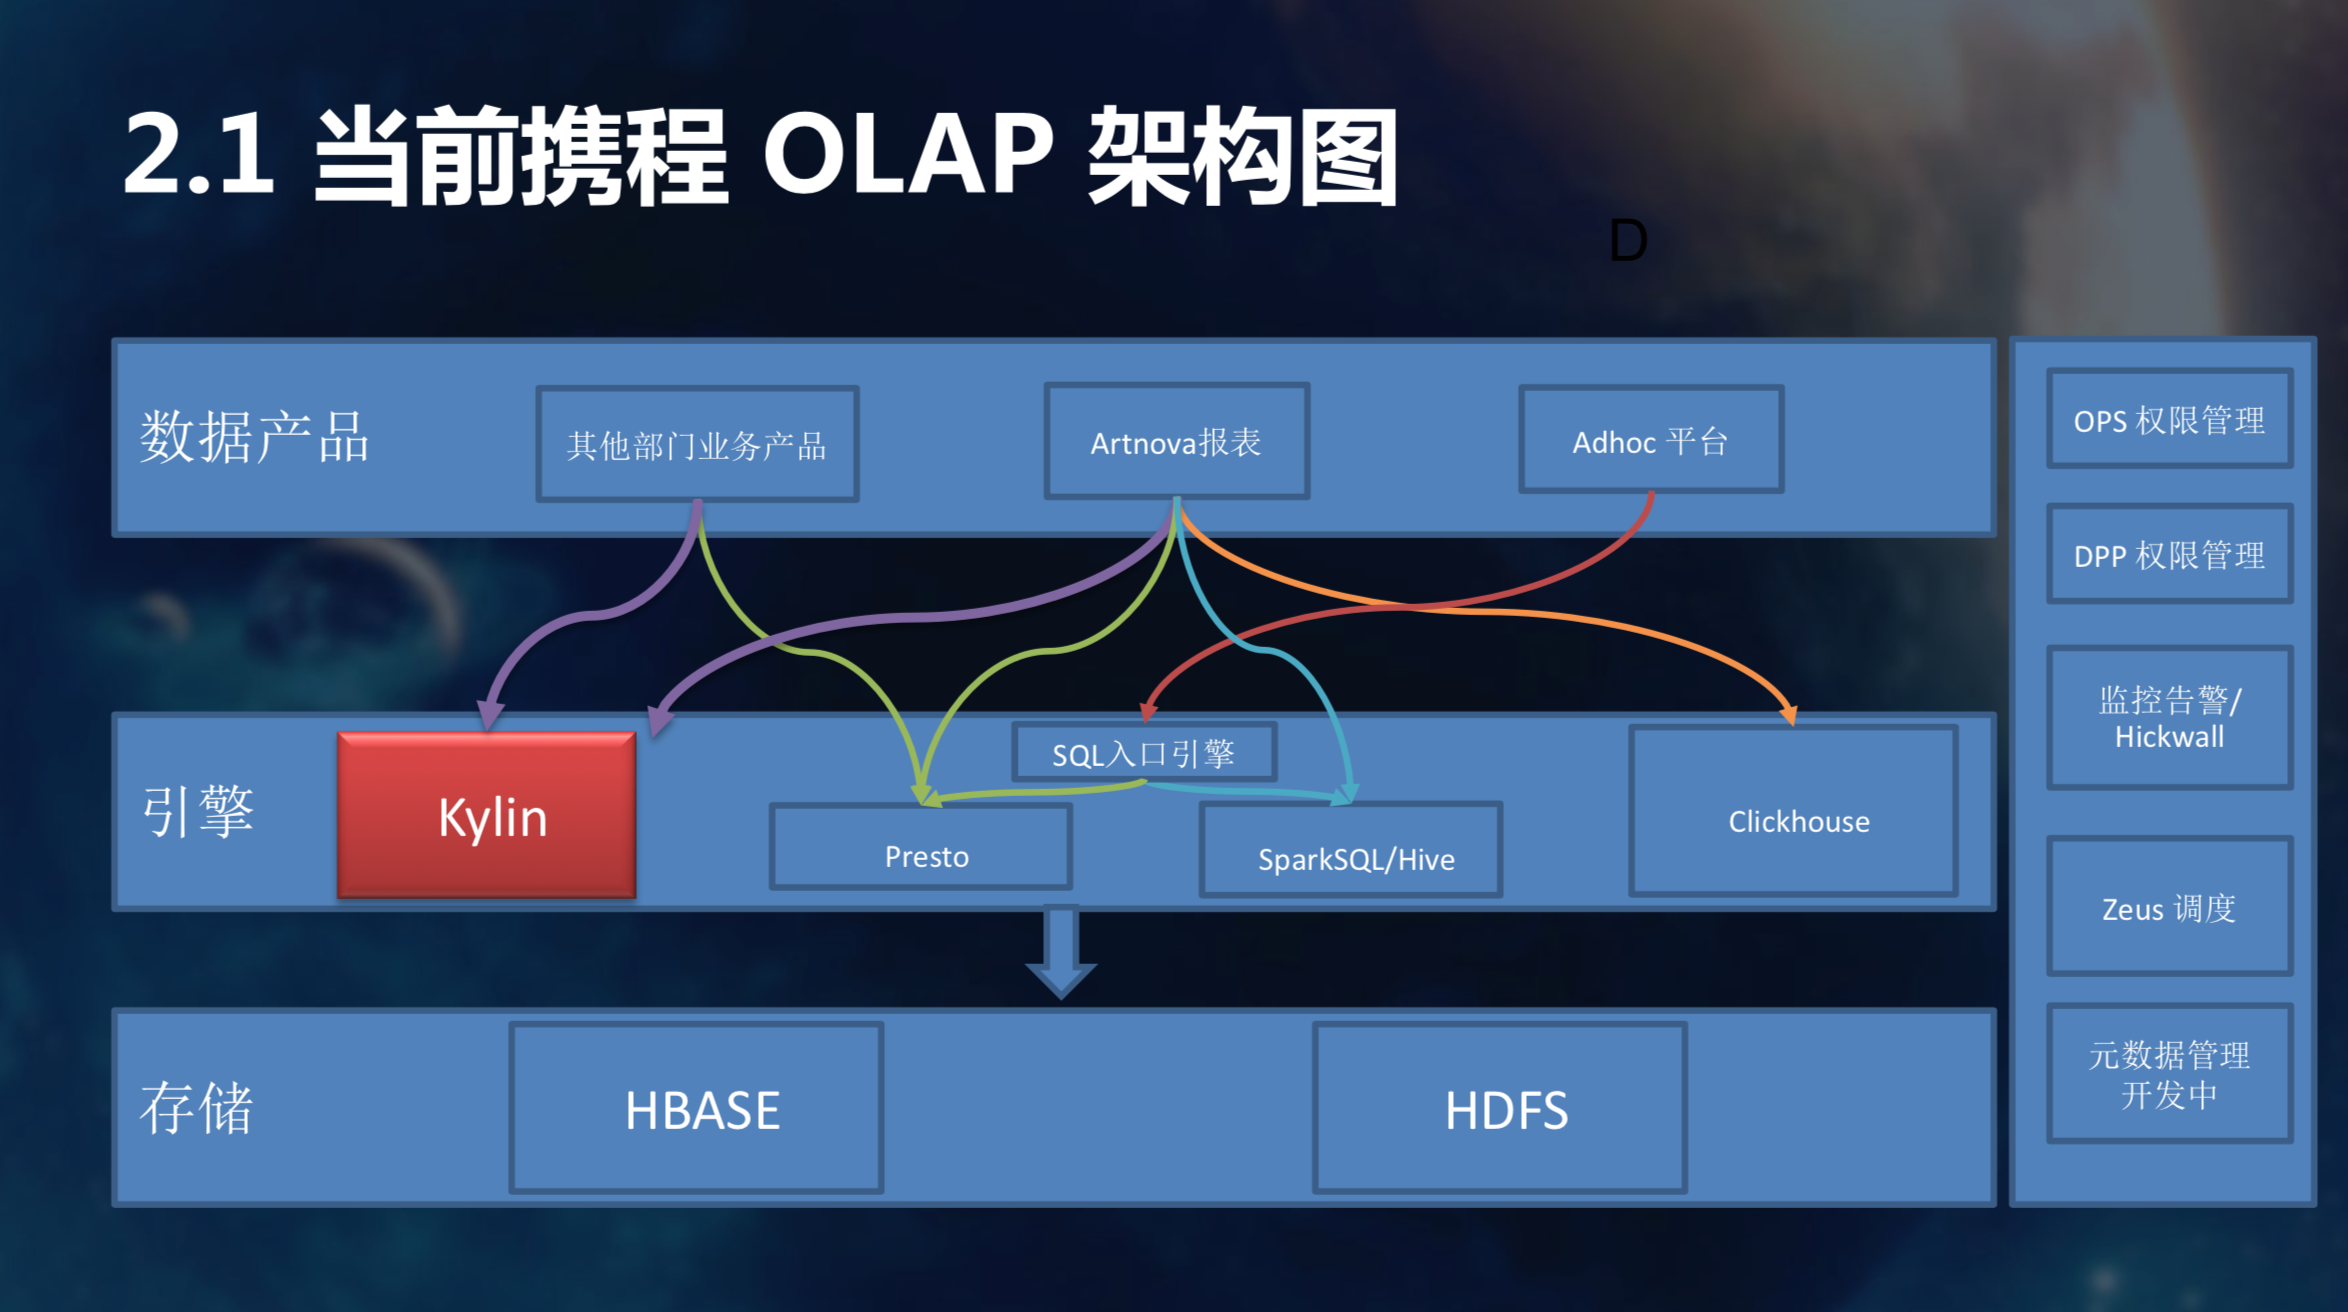 2.1 当前携程 OLAP 架构图
D
数据产品
其他部门业务产品
Artnova报表
Adhoc 平台
引擎
Kylin
SQL入口引擎
Presto
SparkSQL/Hive
Clickhouse
存储
HBASE
HDFS
OPS 权限管理
DPP 权限管理
监控告警/
Hickwall
Zeus 调度
元数据管理
开发中